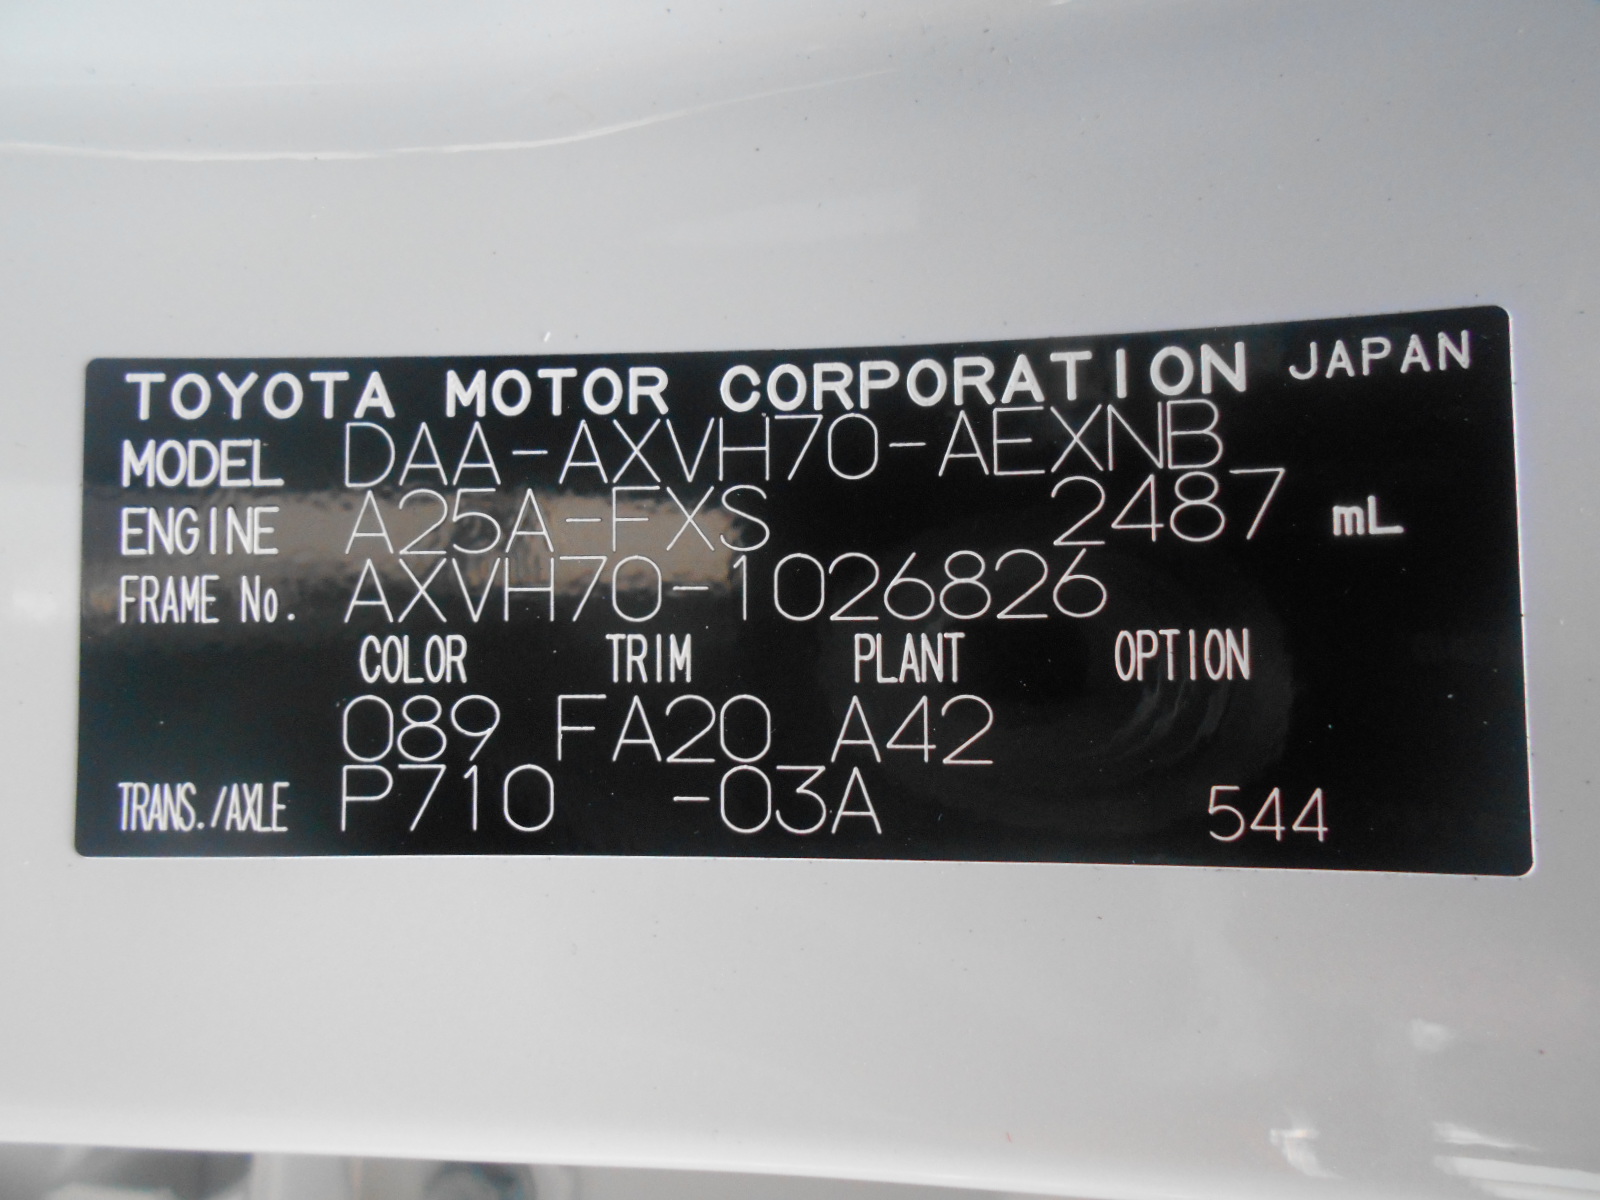 TOYOTA MOTOR CORPORATION JAPAN
MODEL DAA-AXVH70-AEXNB
ENGINE A25A-FXS 2487 mL
FRAME No. AXVH70-1026826
COLOR TRIM PLANT OPTION
089 FA20 A42
TRANS./AXLE P710 -03A 544